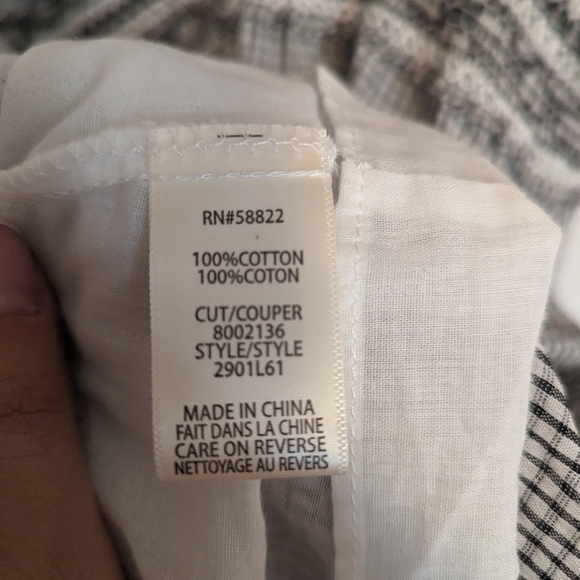 RN#58822
100%COTTON
100%COTON
CUT/COUPER
8002136
STYLE/STYLE
2901L61
MADE IN CHINA
FAIT DANS LA CHINE
CARE ON REVERSE
NETTOYAGE AU REVERS